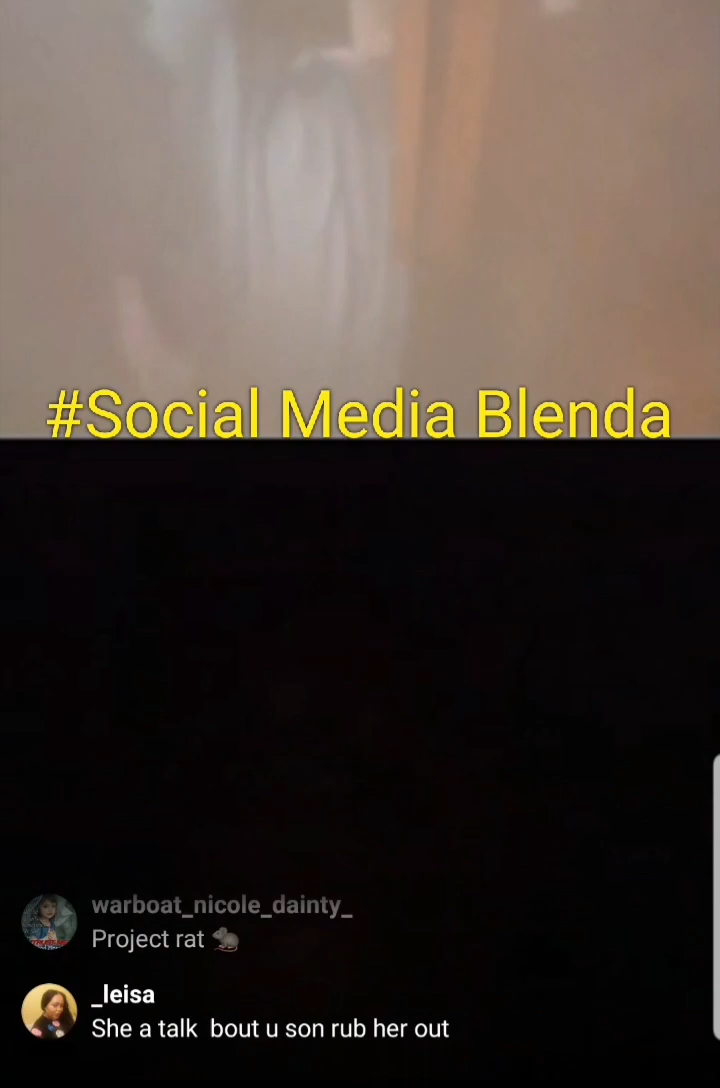 #Social Media Blenda
warboat_nicole_dainty_
Project rat 🐀
_leisa
She a talk  bout u son rub her out